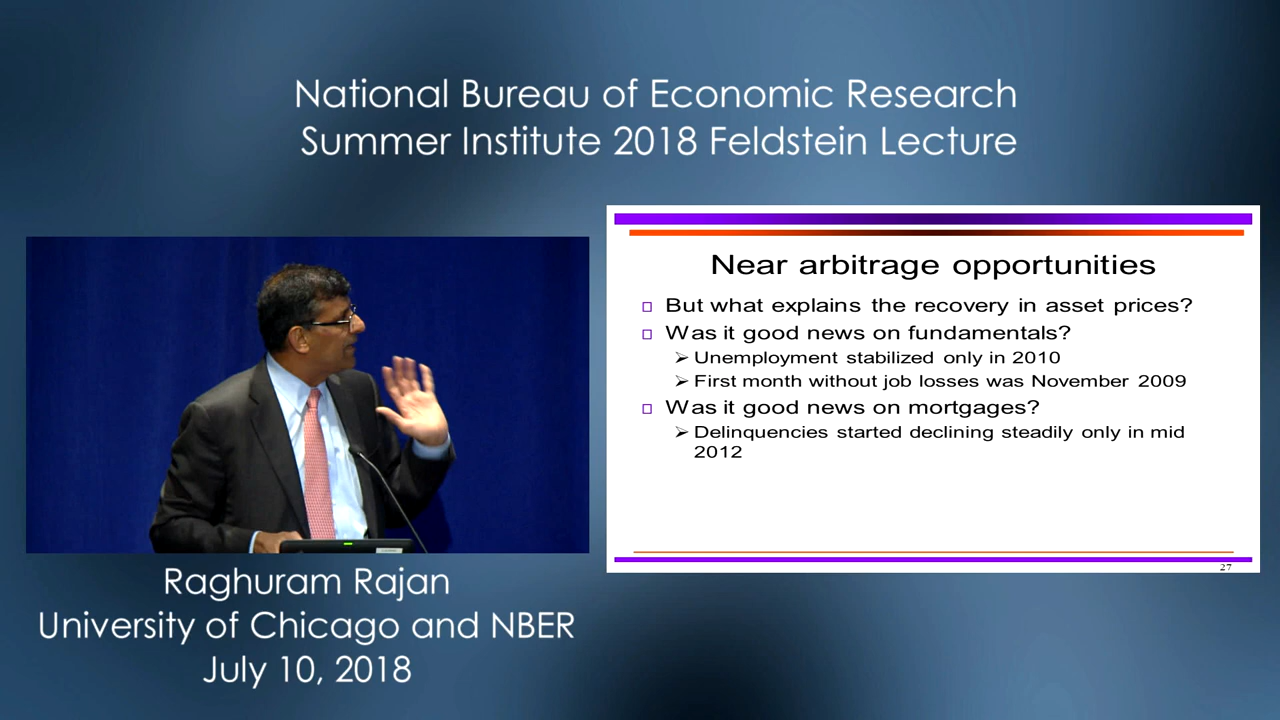 National Bureau of Economic Research
Summer Institute 2018 Feldstein Lecture
Near arbitrage opportunities
But what explains the recovery in asset prices?
Was it good news on fundamentals?
Unemployment stabilized only in 2010
First month without job losses was November 2009
Was it good news on mortgages?
Delinquencies started declining steadily only in mid
2012
27
Raghuram Rajan
University of Chicago and NBER
July 10, 2018